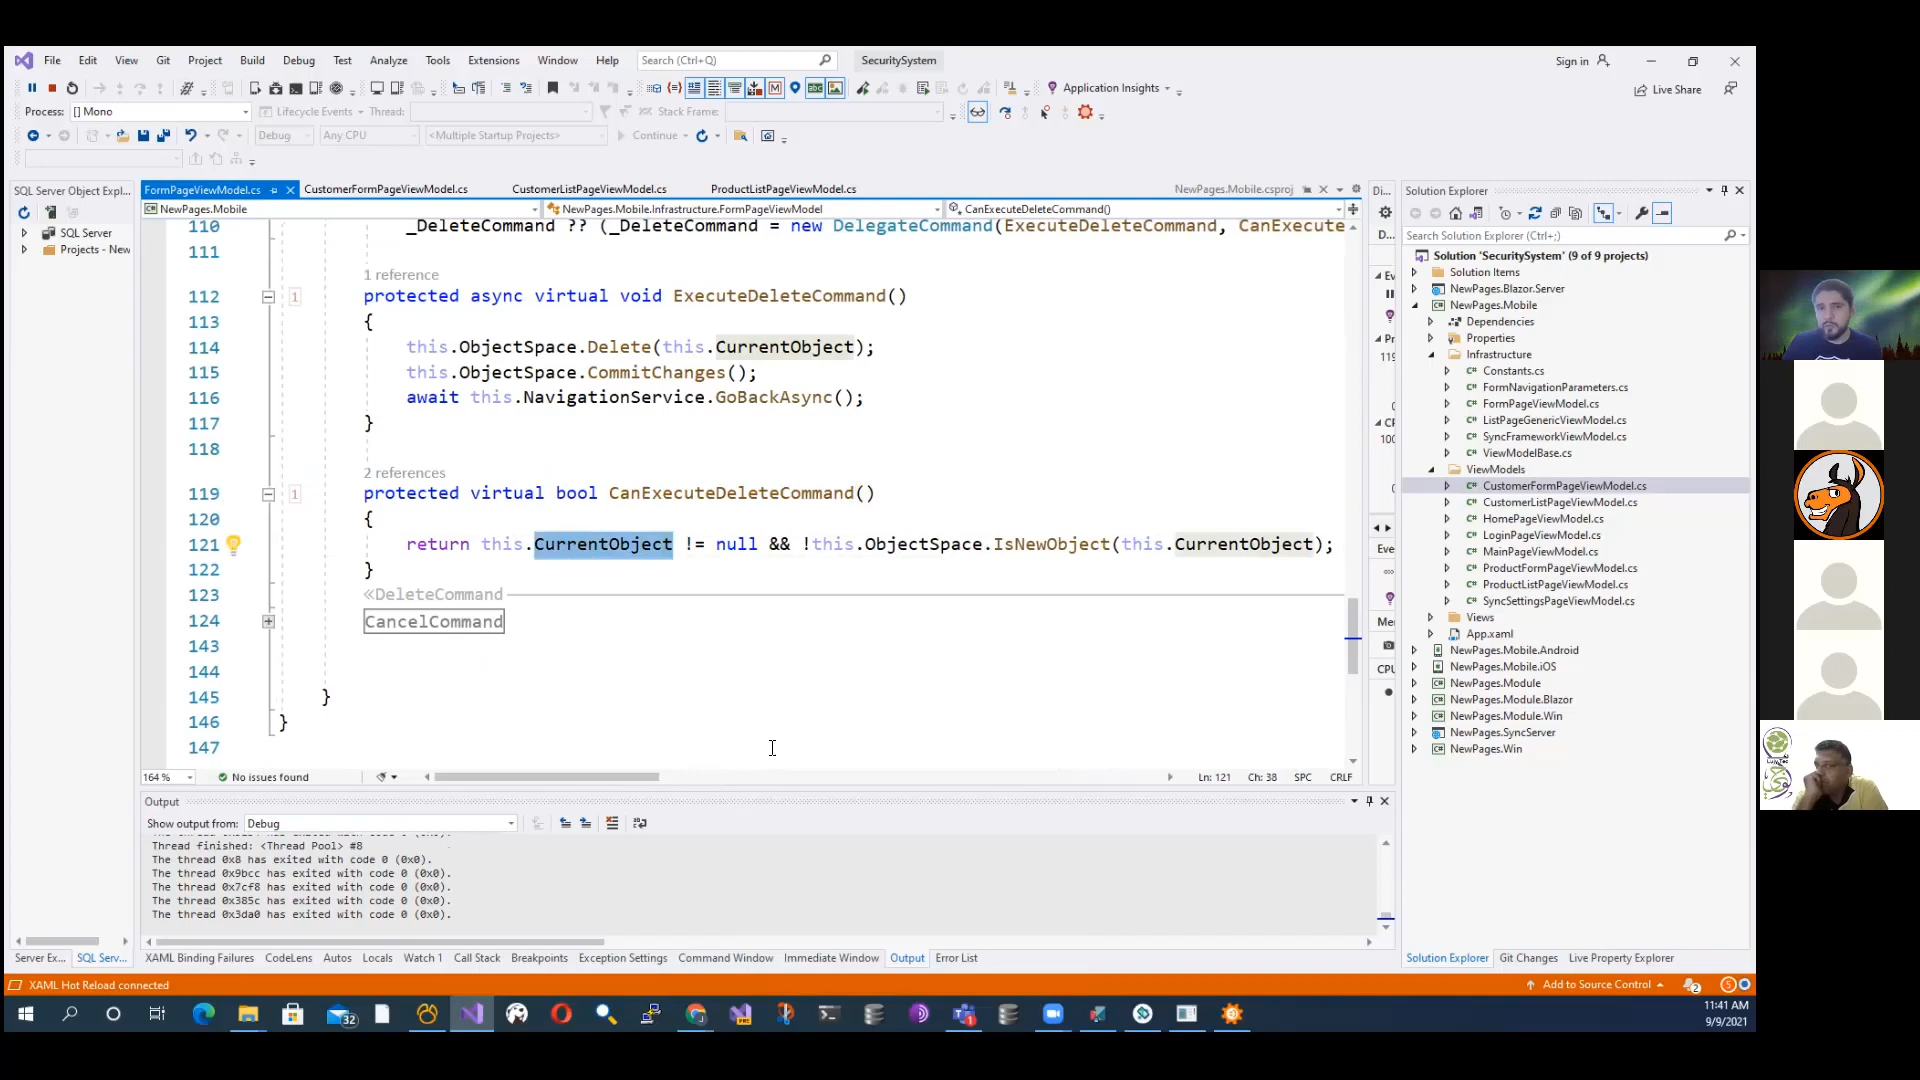 File Edit View Git Project Build Debug Test Analyze Tools Extensions Window Help Search (Ctrl+Q) SecuritySystem Sign in
Application Insights Live Share
Process: [] Mono Lifecycle Events Thread: Stack Frame:
Debug Any CPU <Multiple Startup Projects> Continue
SQL Server Object Expl...
SQL Server
Projects - New
FormPageViewModel.cs CustomerFormPageViewModel.cs CustomerListPageViewModel.cs ProductListPageViewModel.cs NewPages.Mobile.csproj
NewPages.Mobile NewPages.Mobile.Infrastructure.FormPageViewModel CanExecuteDeleteCommand()
110 _DeleteCommand ?? (_DeleteCommand = new DelegateCommand(ExecuteDeleteCommand, CanExecute
111
1 reference
112 protected async virtual void ExecuteDeleteCommand()
113 {
114 this.ObjectSpace.Delete(this.CurrentObject);
115 this.ObjectSpace.CommitChanges();
116 await this.NavigationService.GoBackAsync();
117 }
118
2 references
119 protected virtual bool CanExecuteDeleteCommand()
120 {
121 return this.CurrentObject != null && !this.ObjectSpace.IsNewObject(this.CurrentObject);
122 }
123 «DeleteCommand
124 CancelCommand
143
144
145 }
146 }
147
164 % No issues found Ln: 121 Ch: 38 SPC CRLF
Di...
D...
Ev
Pr
CP
Eve
Me
CPU
Output
Show output from: Debug
Thread finished: <Thread Pool> #8
The thread 0x8 has exited with code 0 (0x0).
The thread 0x9bcc has exited with code 0 (0x0).
The thread 0x7cf8 has exited with code 0 (0x0).
The thread 0x385c has exited with code 0 (0x0).
The thread 0x3da0 has exited with code 0 (0x0).
Server Ex... SQL Serv... XAML Binding Failures CodeLens Autos Locals Watch 1 Call Stack Breakpoints Exception Settings Command Window Immediate Window Output Error List
Solution Explorer
Search Solution Explorer (Ctrl+;)
Solution 'SecuritySystem' (9 of 9 projects)
Solution Items
NewPages.Blazor.Server
NewPages.Mobile
Dependencies
Properties
Infrastructure
Constants.cs
FormNavigationParameters.cs
FormPageViewModel.cs
ListPageGenericViewModel.cs
SyncFrameworkViewModel.cs
ViewModelBase.cs
ViewModels
CustomerFormPageViewModel.cs
CustomerListPageViewModel.cs
HomePageViewModel.cs
LoginPageViewModel.cs
MainPageViewModel.cs
ProductFormPageViewModel.cs
ProductListPageViewModel.cs
SyncSettingsPageViewModel.cs
Views
App.xaml
NewPages.Mobile.Android
NewPages.Mobile.iOS
NewPages.Module
NewPages.Module.Blazor
NewPages.Module.Win
NewPages.SyncServer
NewPages.Win
Solution Explorer Git Changes Live Property Explorer
XAML Hot Reload connected Add to Source Control 2
32
11:41 AM
9/9/2021